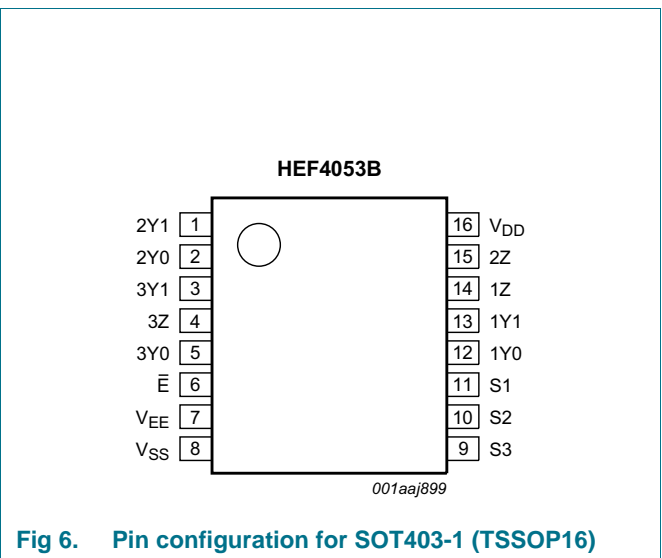 HEF4053B
2Y1 1 16 VDD
2Y0 2 15 2Z
3Y1 3 14 1Z
3Z 4 13 1Y1
3Y0 5 12 1Y0
E̅ 6 11 S1
VEE 7 10 S2
VSS 8 9 S3
001aaj899
Fig 6. Pin configuration for SOT403-1 (TSSOP16)